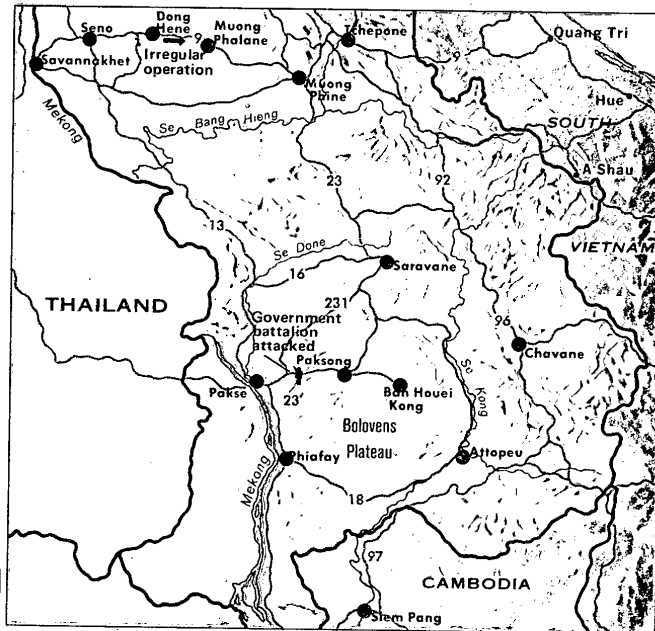 Dong
Hene
Seno
9
Muong
Phalane
Tchepone
Quang Tri
Savannakhet
Irregular
operation
Muong
Phine
9
Hue
Mekong
Se Bang Hieng
SOUTH
A Shau
23
92
VIETNAM
13
Se Done
16
Saravane
THAILAND
231
96
Government
battalion
attacked
Chavane
Paksong
Pakse
23
Ban Houei
Kong
Se Kong
Bolovens
Plateau
Mekong
Phiafay
Attopeu
18
97
CAMBODIA
Siem Pang